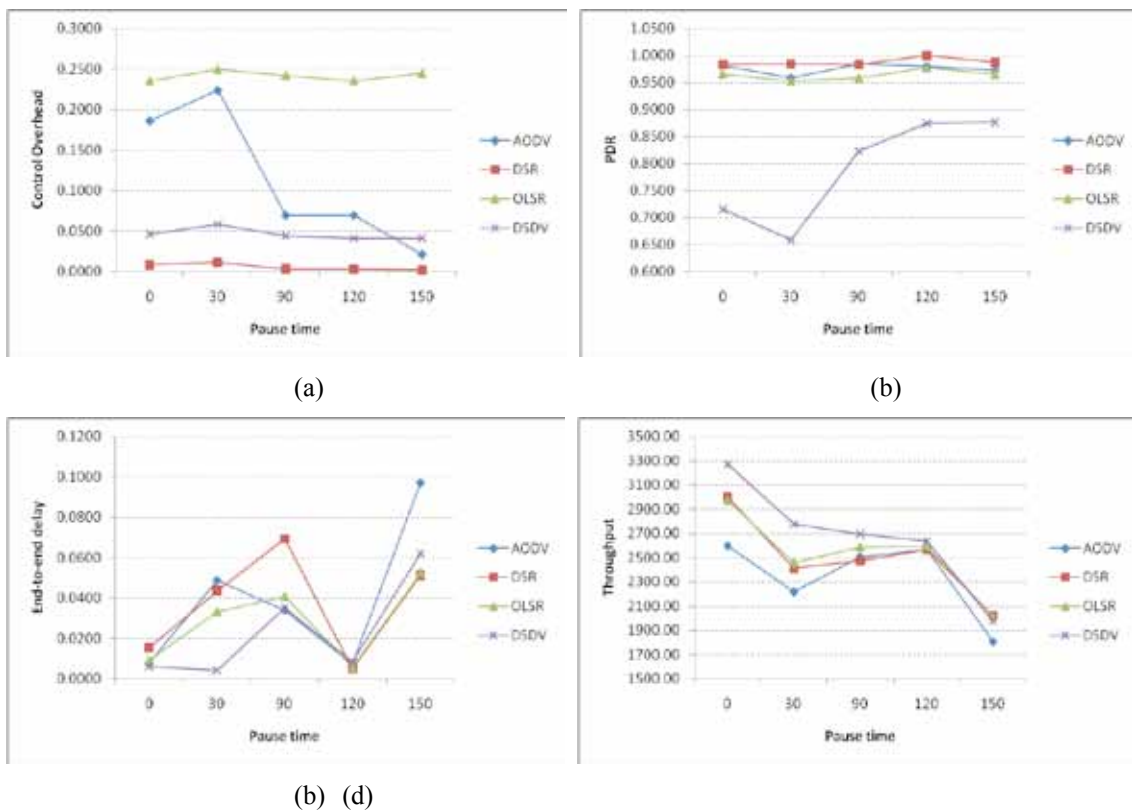 0.3000
0.2500
0.2000
0.1500
0.1000
0.0500
0.0000
Control Overhead
0 30 90 120 150
Pause time
AODV
DSR
OLSR
DSDV
(a)
1.0500
1.0000
0.9500
0.9000
0.8500
0.8000
0.7500
0.7000
0.6500
0.6000
PDR
0 30 90 120 150
Pause time
AODV
DSR
OLSR
DSDV
(b)
0.1200
0.1000
0.0800
0.0600
0.0400
0.0200
0.0000
End-to-end delay
0 30 90 120 150
Pause time
AODV
DSR
OLSR
DSDV
3500.00
3300.00
3100.00
2900.00
2700.00
2500.00
2300.00
2100.00
1900.00
1700.00
1500.00
Throughput
0 30 90 120 150
Pause time
AODV
DSR
OLSR
DSDV
(b) (d)